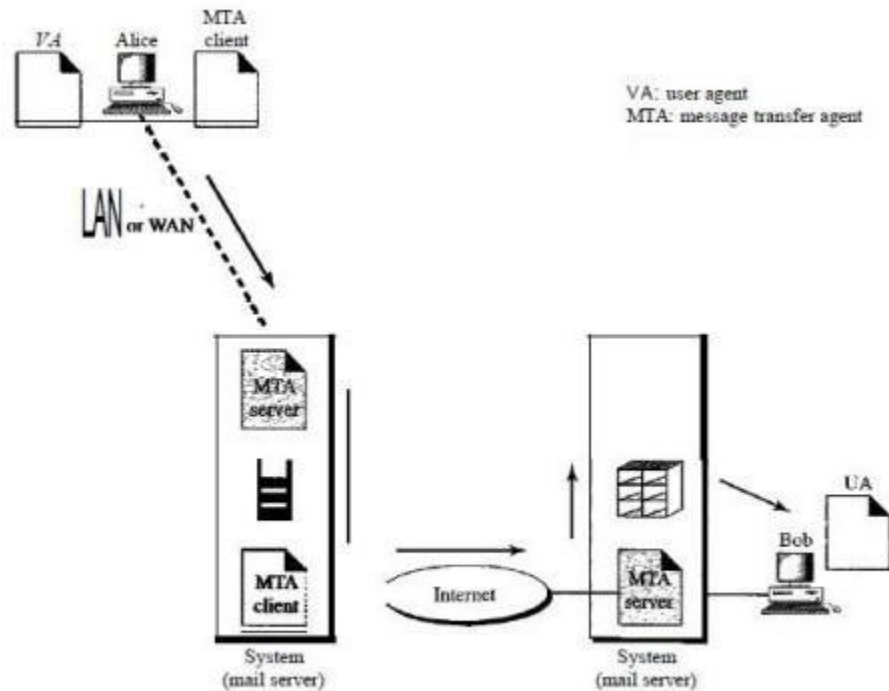 VA
Alice
MTA
client
VA: user agent
MTA: message transfer agent
LAN or WAN
MTA
server
MTA
client
Internet
MTA
server
UA
Bob
System
(mail server)
System
(mail server)